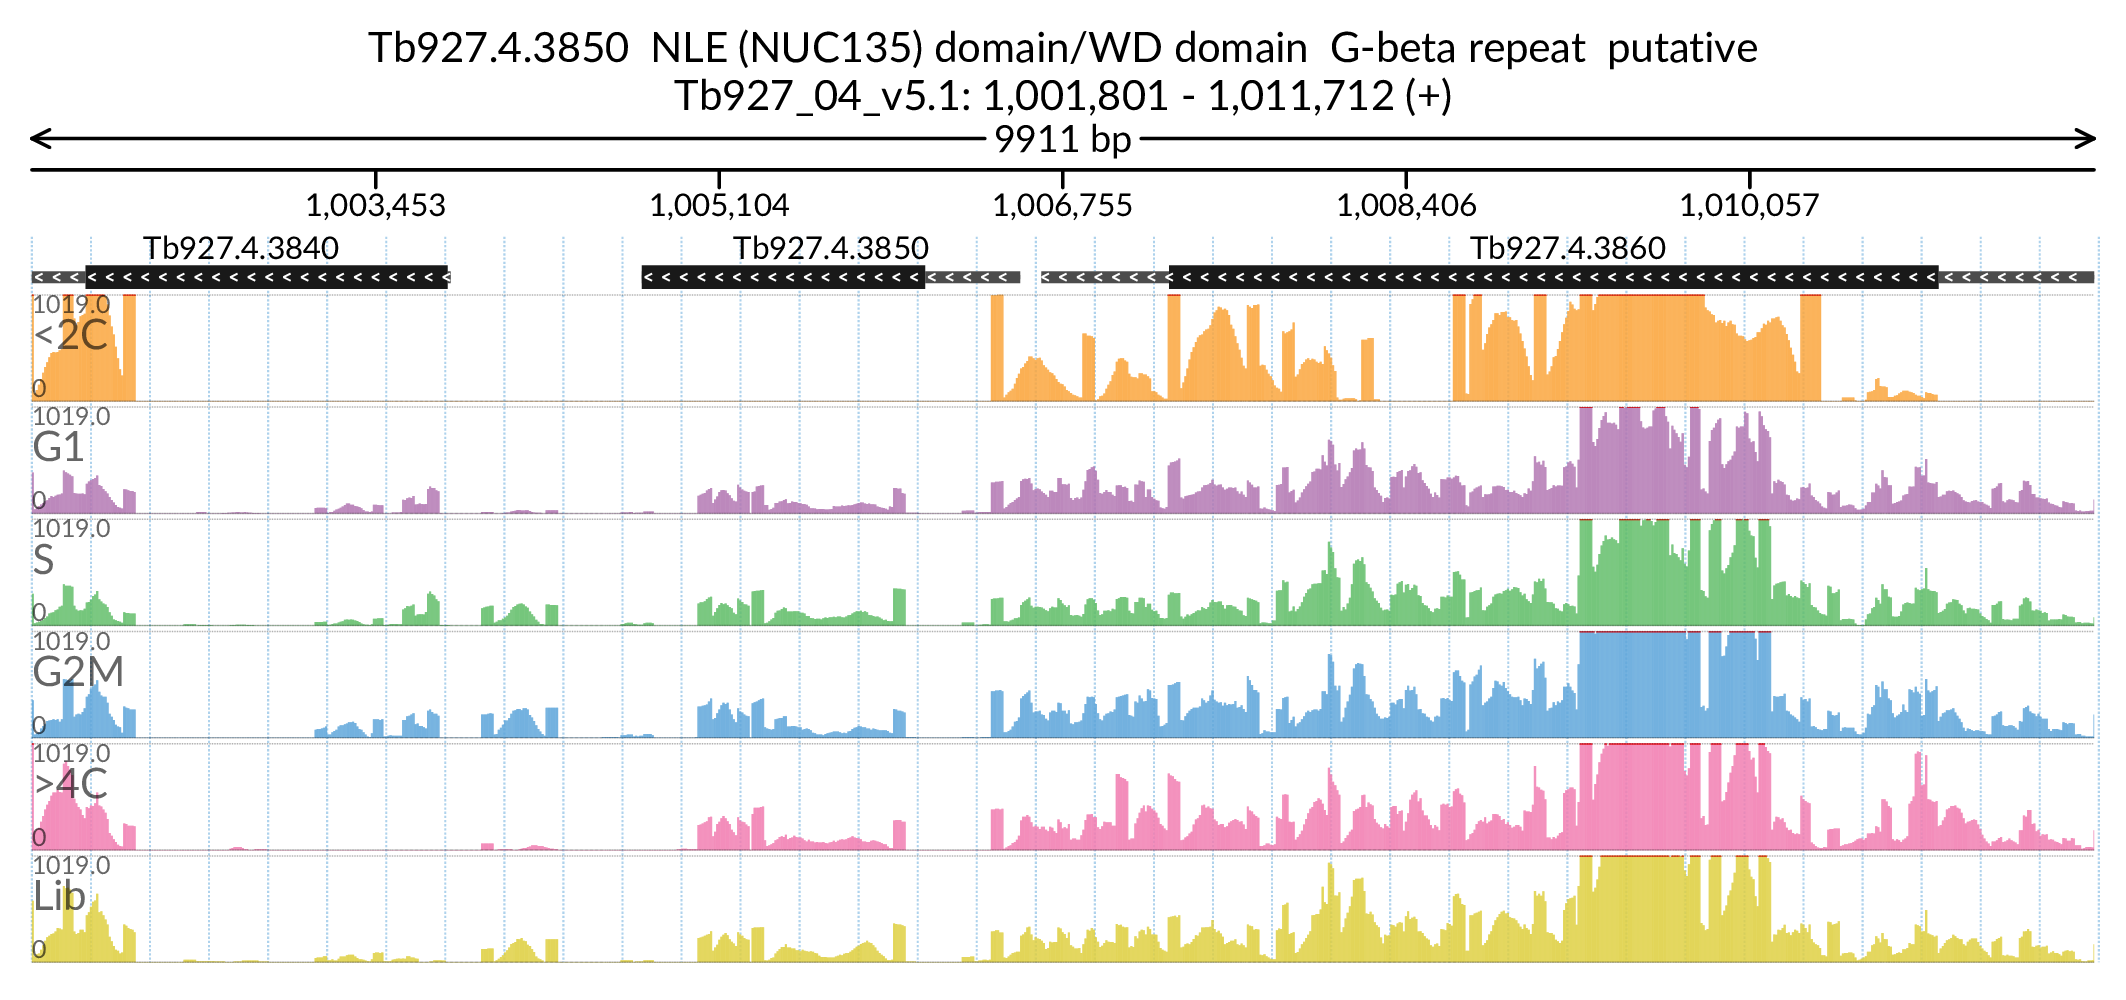 Tb927.4.3850 NLE (NUC135) domain/WD domain G-beta repeat putative
Tb927_04_v5.1: 1,001,801 - 1,011,712 (+)
9911 bp
1,003,453 1,005,104 1,006,755 1,008,406 1,010,057
Tb927.4.3840 Tb927.4.3850 Tb927.4.3860
1019.0
<2C
0
1019.0
G1
0
1019.0
S
0
1019.0
G2M
0
1019.0
>4C
0
1019.0
Lib
0